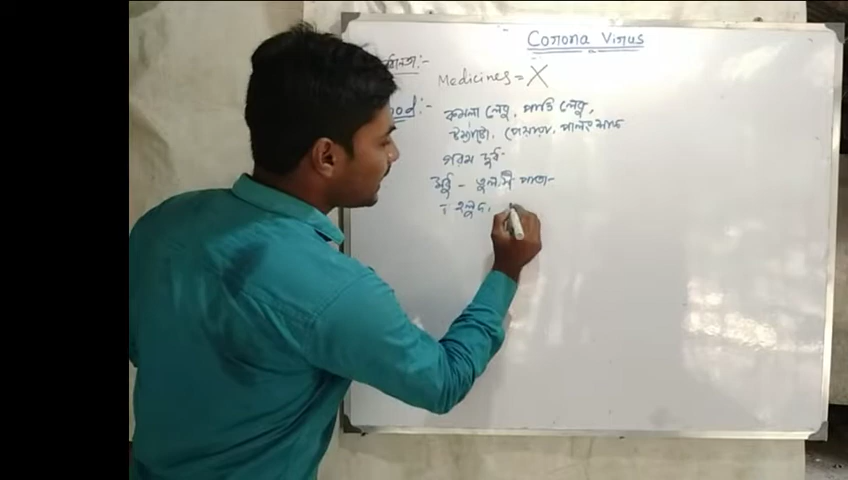 Corona Virus
Medicines = X
কমলা লেবু, পাতি লেবু,
টম্যাটো, পেয়ারা, পালং শাক
গরম দুধ
তুলসী পাতা
হলুদ,